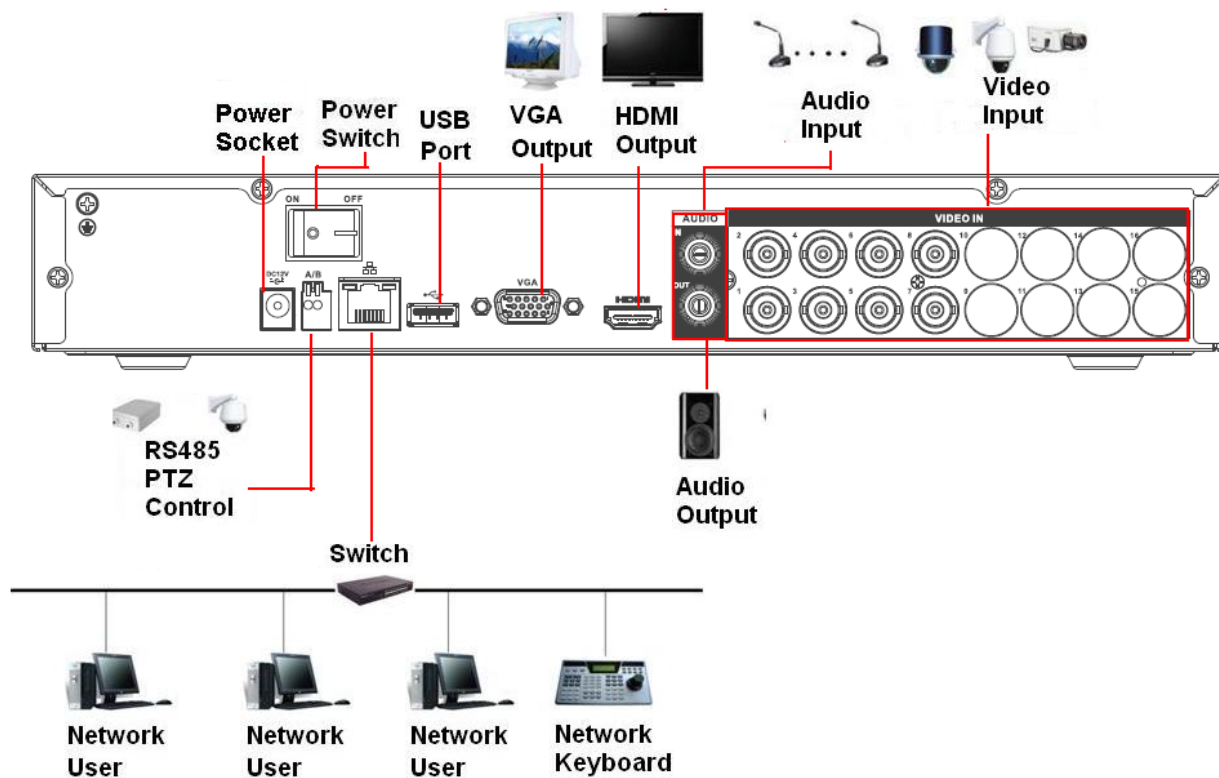 Power
Socket
Power
Switch
USB
Port
VGA
Output
HDMI
Output
Audio
Input
Video
Input
ON OFF
DC12V
A/B
VGA
HDMI
AUDIO
IN
OUT
VIDEO IN
2 4 6 8 10 12 14 16
1 3 5 7 9 11 13 15
RS485
PTZ
Control
Audio
Output
Switch
Network
User
Network
User
Network
User
Network
Keyboard